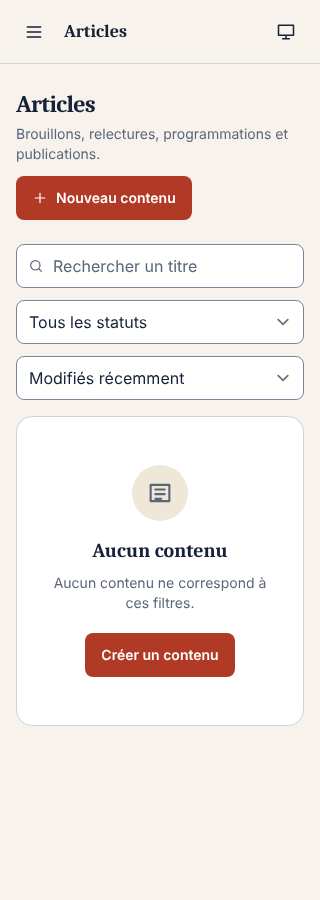 Articles
Articles
Brouillons, relectures, programmations et
publications.
Nouveau contenu
Rechercher un titre
Tous les statuts
Modifiés récemment
Aucun contenu
Aucun contenu ne correspond à
ces filtres.
Créer un contenu